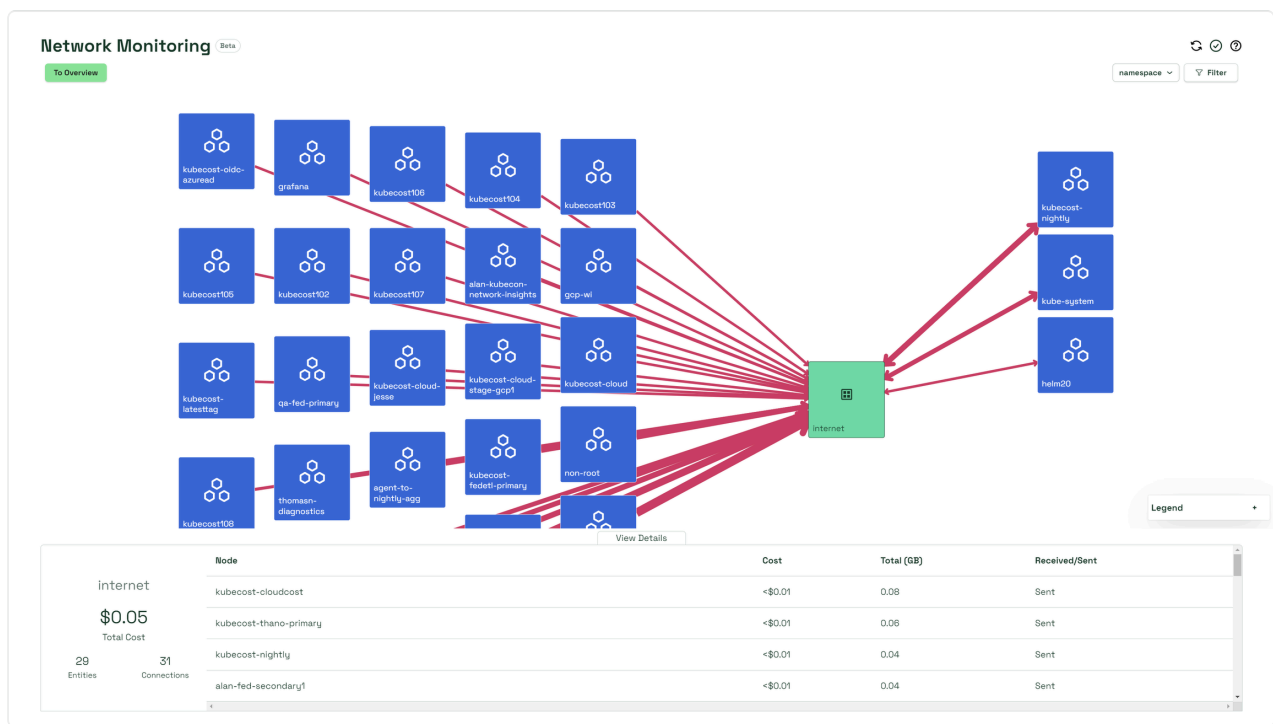 Network Monitoring Beta
To Overview
namespace
Filter
kubecost-oidc-
azuread
grafana
kubecost106
kubecost104
kubecost103
kubecost-
nightly
kubecost105
kubecost102
kubecost107
alan-kubecon-
network-insights
gcp-wi
kube-system
kubecost-
latesttag
qa-fed-primary
kubecost-cloud-
jesse
kubecost-cloud-
stage-gcp1
kubecost-cloud
helm20
internet
kubecost108
thomasn-
diagnostics
agent-to-
nightly-agg
kubecost-
fedetl-primary
non-root
Legend +
View Details
internet
$0.05
Total Cost
29 31
Entities Connections
Node Cost Total (GB) Received/Sent
kubecost-cloudcost <$0.01 0.08 Sent
kubecost-thano-primary <$0.01 0.06 Sent
kubecost-nightly <$0.01 0.04 Sent
alan-fed-secondary1 <$0.01 0.04 Sent